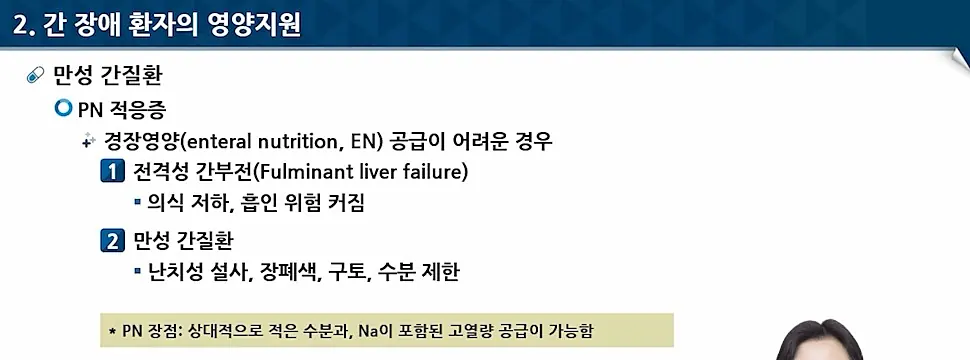 2. 간 장애 환자의 영양지원
만성 간질환
PN 적응증
경장영양(enteral nutrition, EN) 공급이 어려운 경우
1 전격성 간부전(Fulminant liver failure)
▪ 의식 저하, 흡인 위험 커짐
2 만성 간질환
▪ 난치성 설사, 장폐색, 구토, 수분 제한
* PN 장점: 상대적으로 적은 수분과, Na이 포함된 고열량 공급이 가능함